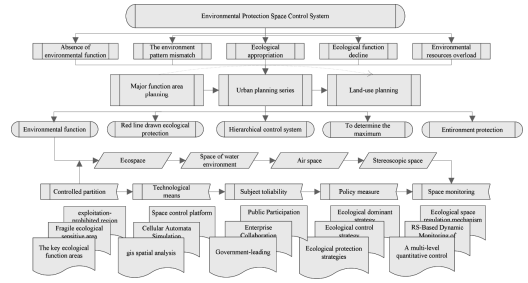 Environmental Protection Space Control System
Absence of
environmental function
The environment
pattern mismatch
Ecological
appropriation
Ecological function
decline
Environmental
resources overload
Major function area
planning
Urban planning series
Land-use planning
Environmental function
Red line drawn ecological
protection
Hierarchical control system
To determine the
maximum
Entironment protection
Ecospace
Space of water
environment
Air space
Stereoscopic space
Controlled partition
Technological
means
Subject toliability
Policy measure
Space monitoring
exploitation-
prohibited region
Fragile ecological
sensitive area
The key ecological
function areas
Space control platform
Cellular Automata
Simulation
gis spatial analysis
Public Participation
Enterprise
Collaboration
Government-leading
Ecological dominant
strategy
Ecological control
strategy
Ecological protection
strategies
Ecological space
regulation mechanism
RS-Based Dynamic
Monitoring of
A multi-level
quantitative control